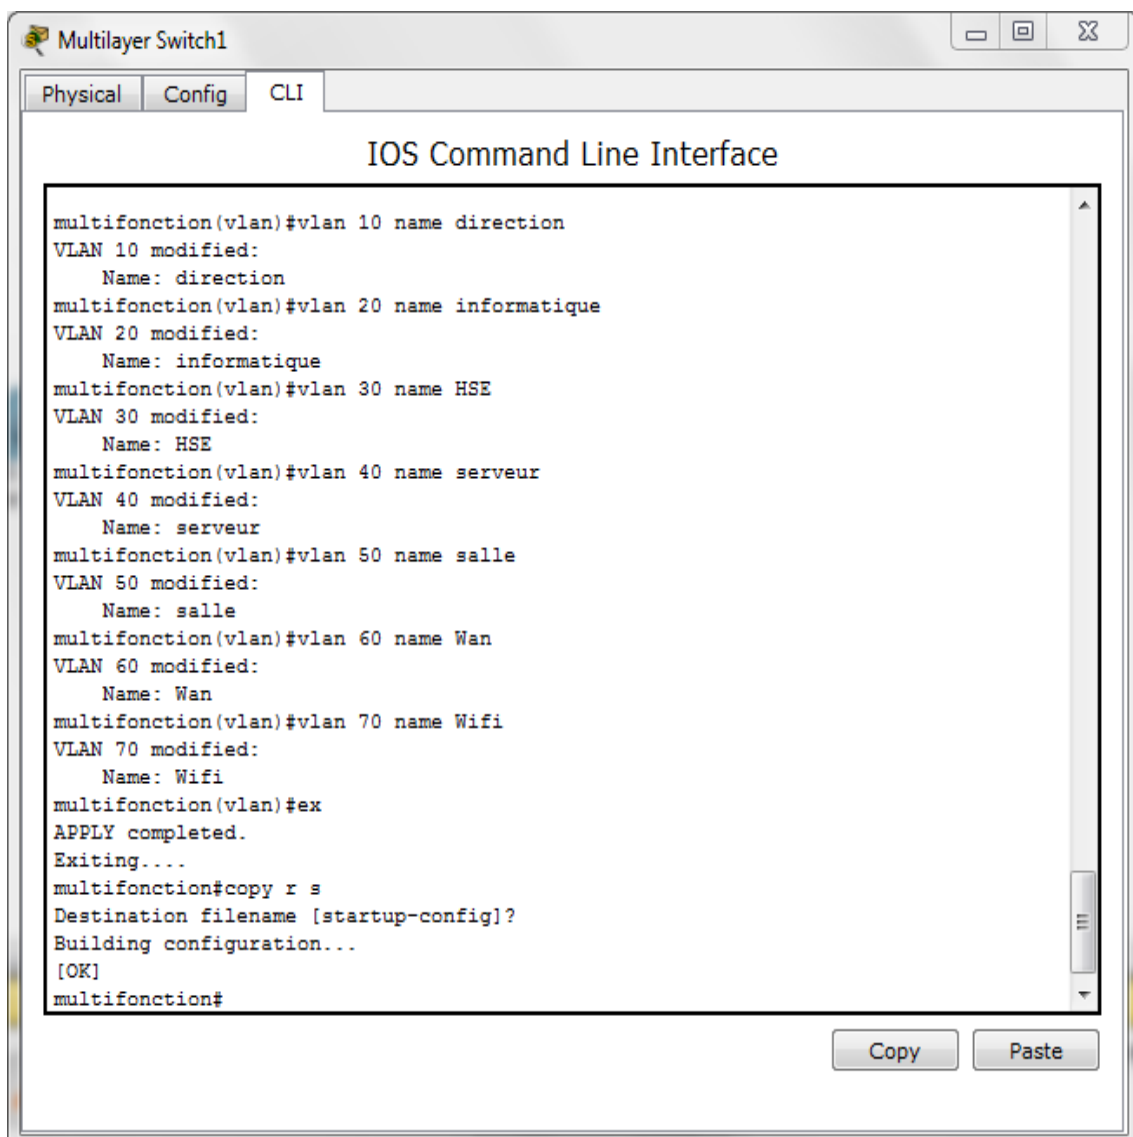 Multilayer Switch1
Physical Config CLI
IOS Command Line Interface
multifonction(vlan)#vlan 10 name direction
VLAN 10 modified:
Name: direction
multifonction(vlan)#vlan 20 name informatique
VLAN 20 modified:
Name: informatique
multifonction(vlan)#vlan 30 name HSE
VLAN 30 modified:
Name: HSE
multifonction(vlan)#vlan 40 name serveur
VLAN 40 modified:
Name: serveur
multifonction(vlan)#vlan 50 name salle
VLAN 50 modified:
Name: salle
multifonction(vlan)#vlan 60 name Wan
VLAN 60 modified:
Name: Wan
multifonction(vlan)#vlan 70 name Wifi
VLAN 70 modified:
Name: Wifi
multifonction(vlan)#ex
APPLY completed.
Exiting....
multifonction#copy r s
Destination filename [startup-config]?
Building configuration...
[OK]
multifonction#
Copy Paste